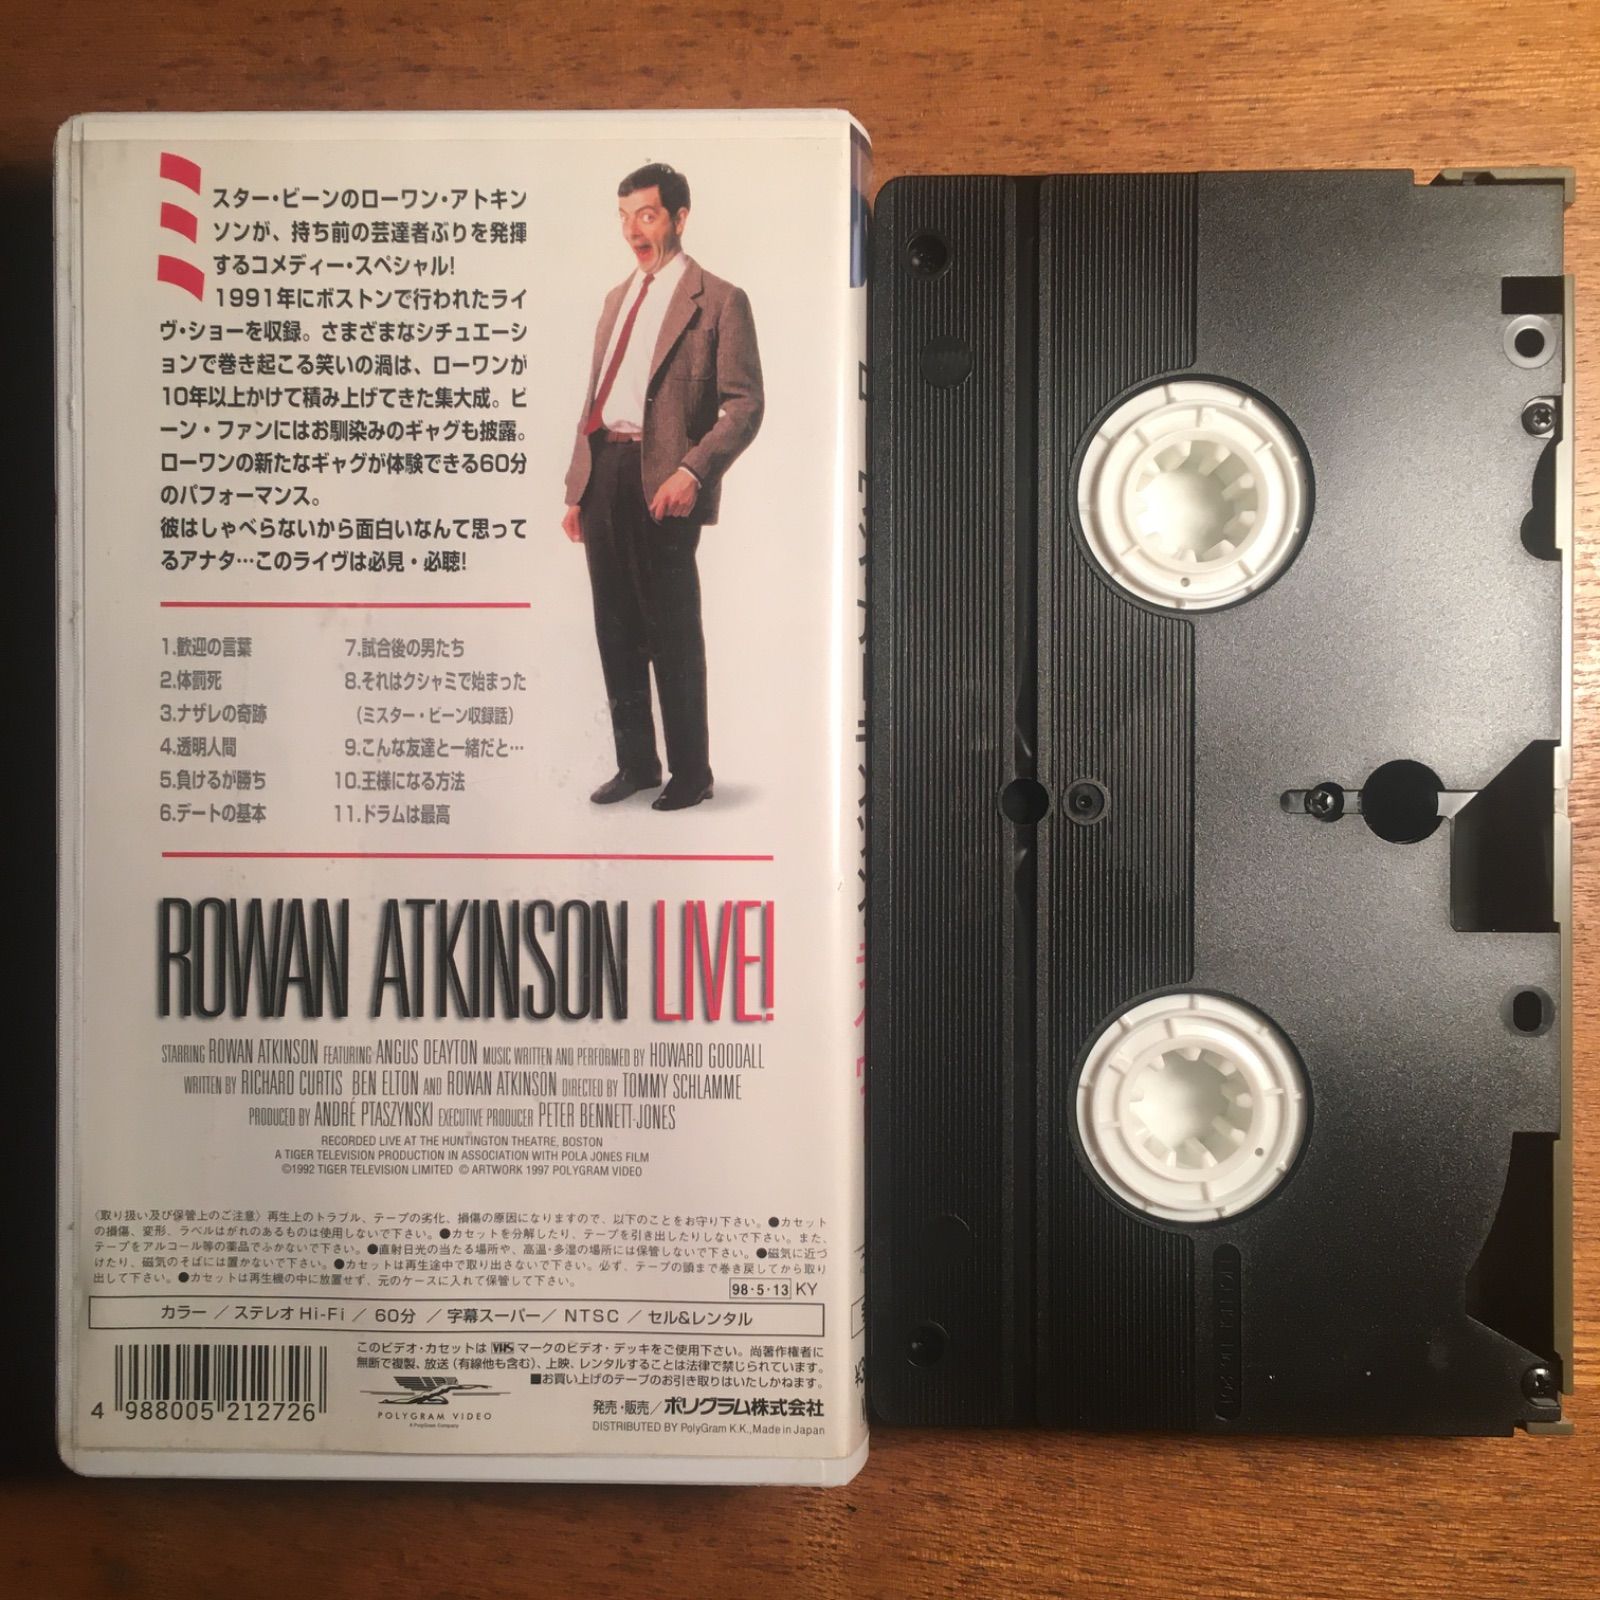 ミスター・ビーンのローワン・アトキン
ソンが、持ち前の芸達者ぶりを発揮
するコメディー・スペシャル!
1991年にボストンで行われたライ
ヴ・ショーを収録。さまざまなシチュエーシ
ョンで巻き起こる笑いの渦は、ローワンが
10年以上かけて積み上げてきた集大成。ビ
ーン・ファンにはお馴染みのギャグも披露。
ローワンの新たなギャグが体験できる60分
のパフォーマンス。
彼はしゃべらないから面白いなんて思って
るアナタ…このライヴは必見・必聴!
1.歓迎の言葉
2.体罰死
3.ナザレの奇跡
4.透明人間
5.負けるが勝ち
6.デートの基本
7.試合後の男たち
8.それはクシャミで始まった
(ミスター・ビーン収録話)
9.こんな友達と一緒だと…
10.王様になる方法
11.ドラムは最高
ROWAN ATKINSON LIVE!
STARRING ROWAN ATKINSON FEATURING ANGUS DEAYTON MUSIC WRITTEN AND PERFORMED BY HOWARD GOODALL
WRITTEN BY RICHARD CURTIS BEN ELTON AND ROWAN ATKINSON DIRECTED BY TOMMY SCHLAMME
PRODUCED BY ANDRÉ PTASZYNSKI EXECUTIVE PRODUCER PETER BENNETT-JONES
RECORDED LIVE AT THE HUNTINGTON THEATRE, BOSTON
A TIGER TELEVISION PRODUCTION IN ASSOCIATION WITH POLA JONES FILM
©1992 TIGER TELEVISION LIMITED © ARTWORK 1997 POLYGRAM VIDEO
〈取り扱い及び保管上のご注意〉再生上のトラブル、テープの劣化、損傷の原因になりますので、以下のことをお守り下さい。●カセット
の損傷、変形、ラベルはがれのあるものは使用しないで下さい。●カセットを分解したり、テープを引き出したりしないで下さい。また、
テープをアルコール等の薬品でふかないで下さい。●直射日光の当たる場所や、高温・多湿の場所には保管しないで下さい。●磁気に近づ
けたり、磁気のそばには置かないで下さい。●カセットは再生途中で取り出さないで下さい。必ず、テープの頭まで巻き戻してから取り
出して下さい。●カセットは再生機の中に放置せず、元のケースに入れて保管して下さい。
98・5・13 KY
カラー／ステレオHi-Fi／60分／字幕スーパー／NTSC／セル&レンタル
このビデオ・カセットは VHS マークのビデオ・デッキをご使用下さい。尚著作権者に
無断で複製、放送(有線他も含む)、上映、レンタルすることは法律で禁じられています。
■お買い上げのテープのお引き取りはいたしかねます。
4 988005 212726
POLYGRAM VIDEO
A PolyGram Company
発売・販売／ポリグラム株式会社
DISTRIBUTED BY PolyGram K.K., Made in Japan